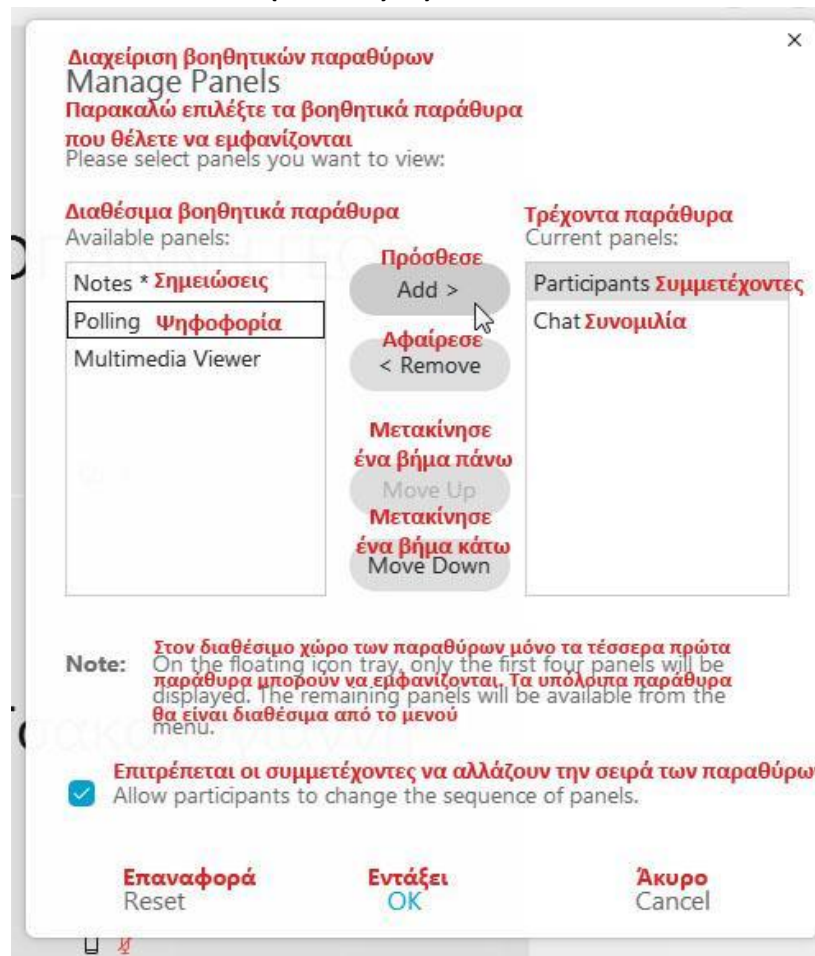 Διαχείριση βοηθητικών παραθύρων
Manage Panels
Παρακαλώ επιλέξτε τα βοηθητικά παράθυρα
που θέλετε να εμφανίζονται
Please select panels you want to view:
Διαθέσιμα βοηθητικά παράθυρα
Available panels:
Τρέχοντα παράθυρα
Current panels:
Notes * Σημειώσεις
Polling Ψηφοφορία
Multimedia Viewer
Πρόσθεσε
Add >
Αφαίρεσε
< Remove
Μετακίνησε
ένα βήμα πάνω
Move Up
Μετακίνησε
ένα βήμα κάτω
Move Down
Participants Συμμετέχοντες
Chat Συνομιλία
Στον διαθέσιμο χώρο των παραθύρων μόνο τα τέσσερα πρώτα
Note: On the floating icon tray, only the first four panels will be
παράθυρα μπορούν να εμφανίζονται. Τα υπόλοιπα παράθυρα
displayed. The remaining panels will be available from the
θα είναι διαθέσιμα από το μενού
menu.
Επιτρέπεται οι συμμετέχοντες να αλλάζουν την σειρά των παραθύρω
Allow participants to change the sequence of panels.
Επαναφορά
Reset
Εντάξει
OK
Άκυρο
Cancel